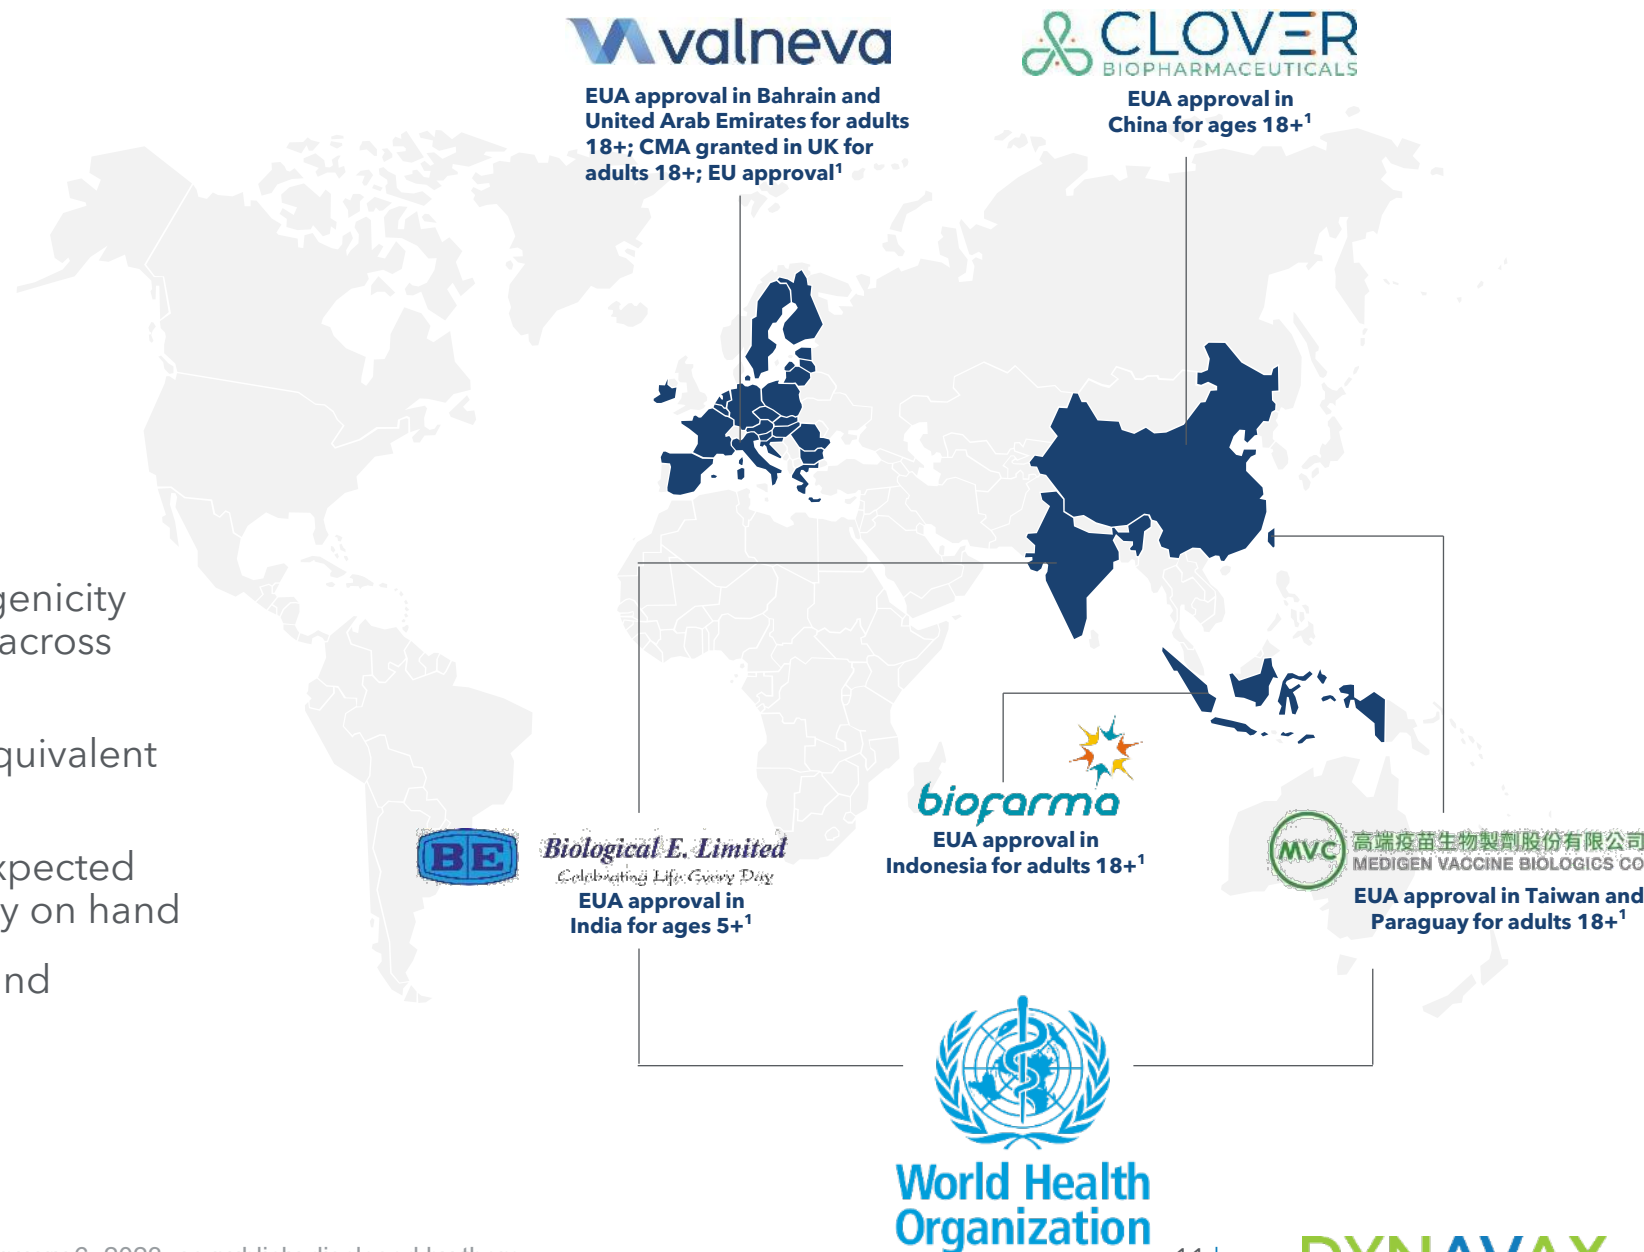 valneva
EUA approval in Bahrain and
United Arab Emirates for adults
18+; CMA granted in UK for
adults 18+; EU approval1
CLOVER
BIOPHARMACEUTICALS
EUA approval in
China for ages 18+1
genicity
across
quivalent
xpected
y on hand
nd
biofarma
EUA approval in
Indonesia for adults 18+1
BE
Biological E. Limited
Celebrating Life Every Day
EUA approval in
India for ages 5+1
MVC
高端疫苗生物製劑股份有限公司
MEDIGEN VACCINE BIOLOGICS CO
EUA approval in Taiwan and
Paraguay for adults 18+1
World Health
Organization
DYNAVAX